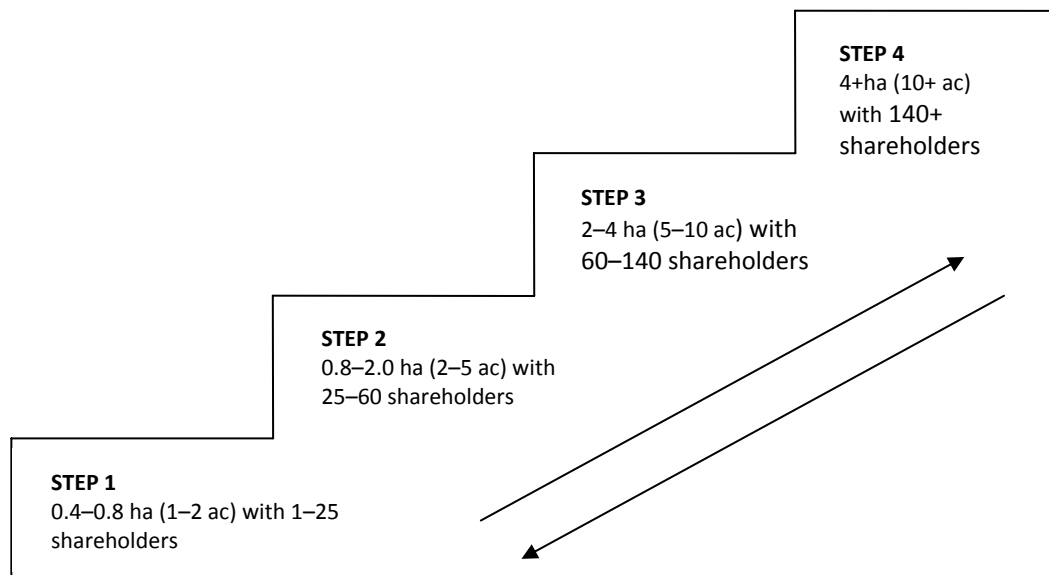 STEP 4
4+ha (10+ ac)
with 140+
shareholders
STEP 3
2–4 ha (5–10 ac) with
60–140 shareholders
STEP 2
0.8–2.0 ha (2–5 ac) with
25–60 shareholders
STEP 1
0.4–0.8 ha (1–2 ac) with 1–25
shareholders